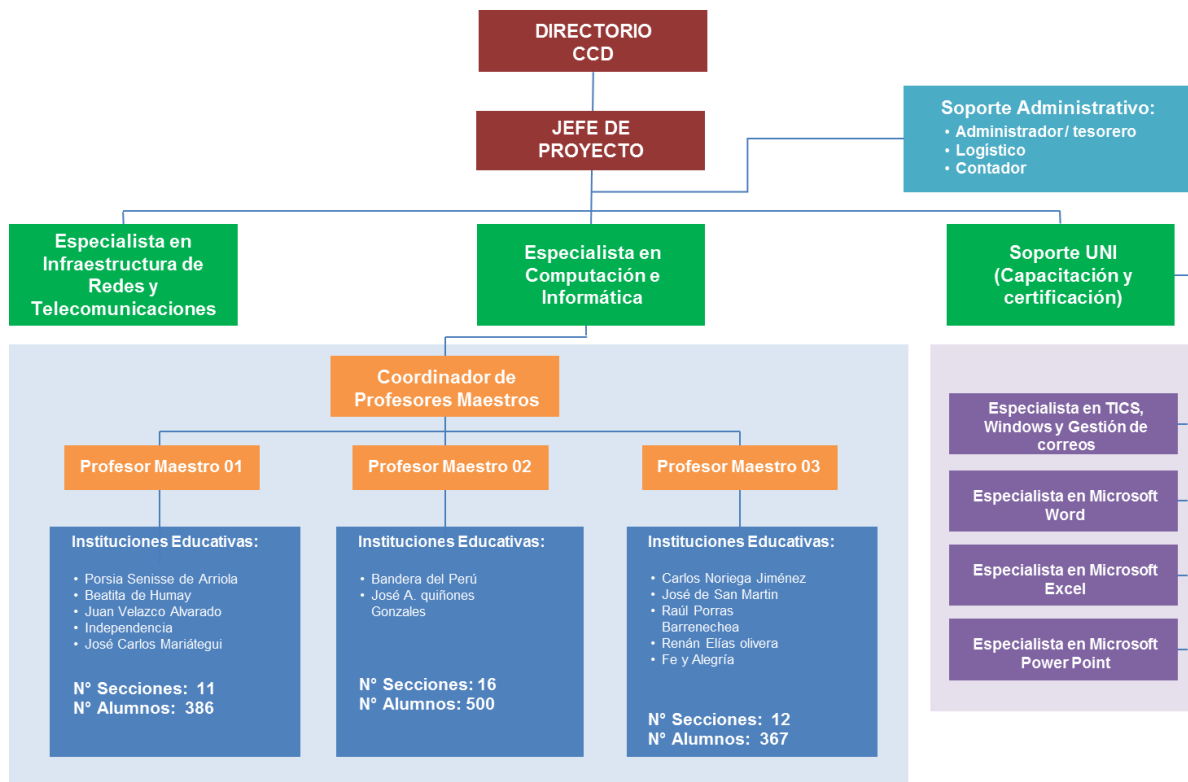 DIRECTORIO
CCD
JEFE DE
PROYECTO
Soporte Administrativo:
• Administrador/ tesorero
• Logístico
• Contador
Especialista en
Infraestructura de
Redes y
Telecomunicaciones
Especialista en
Computación e
Informática
Soporte UNI
(Capacitación y
certificación)
Coordinador de
Profesores Maestros
Profesor Maestro 01
Profesor Maestro 02
Profesor Maestro 03
Instituciones Educativas:
• Porsia Senisse de Arriola
• Beatita de Humay
• Juan Velazco Alvarado
• Independencia
• José Carlos Mariátegui
N° Secciones: 11
N° Alumnos: 386
Instituciones Educativas:
• Bandera del Perú
• José A. quiñones
Gonzales
N° Secciones: 16
N° Alumnos: 500
Instituciones Educativas:
• Carlos Noriega Jiménez
• José de San Martin
• Raúl Porras
Barrenechea
• Renán Elías olivera
• Fe y Alegría
N° Secciones: 12
N° Alumnos: 367
Especialista en TICS,
Windows y Gestión de
correos
Especialista en Microsoft
Word
Especialista en Microsoft
Excel
Especialista en Microsoft
Power Point